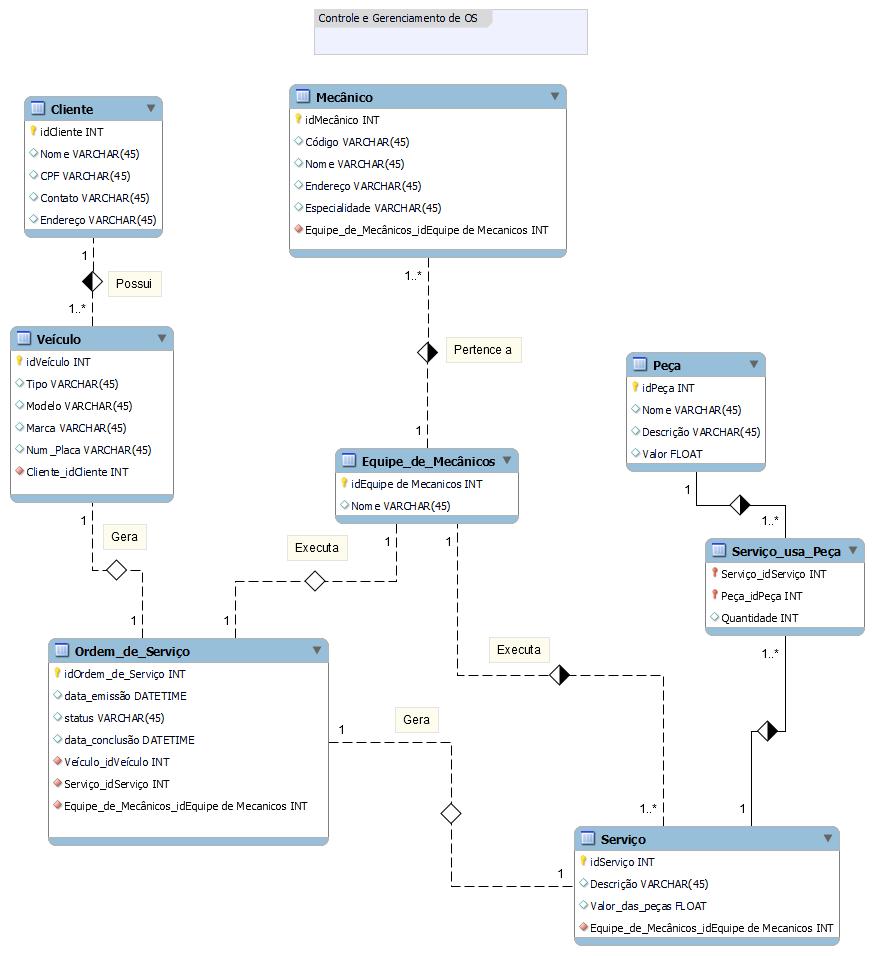 Controle e Gerenciamento de OS
Cliente
idCliente INT
Nome VARCHAR(45)
CPF VARCHAR(45)
Contato VARCHAR(45)
Endereço VARCHAR(45)
Mecânico
idMecânico INT
Código VARCHAR(45)
Nome VARCHAR(45)
Endereço VARCHAR(45)
Especialidade VARCHAR(45)
Equipe_de_Mecânicos_idEquipe de Mecanicos INT
1
Possui
1..*
1..*
Pertence a
1
Veículo
idVeículo INT
Tipo VARCHAR(45)
Modelo VARCHAR(45)
Marca VARCHAR(45)
Num_Placa VARCHAR(45)
Cliente_idCliente INT
Peça
idPeça INT
Nome VARCHAR(45)
Descrição VARCHAR(45)
Valor FLOAT
Equipe_de_Mecânicos
idEquipe de Mecanicos INT
Nome VARCHAR(45)
1
1..*
1
Gera
1
1
Executa
1
1
Serviço_usa_Peça
Serviço_idServiço INT
Peça_idPeça INT
Quantidade INT
Ordem_de_Serviço
idOrdem_de_Serviço INT
data_emissão DATETIME
status VARCHAR(45)
data_conclusão DATETIME
Veículo_idVeículo INT
Serviço_idServiço INT
Equipe_de_Mecânicos_idEquipe de Mecanicos INT
1
Executa
1..*
1..*
1
1
Gera
1
Serviço
idServiço INT
Descrição VARCHAR(45)
Valor_das_peças FLOAT
Equipe_de_Mecânicos_idEquipe de Mecanicos INT